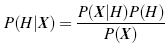 P(H|X) = P(X|H)P(H) / P(X)